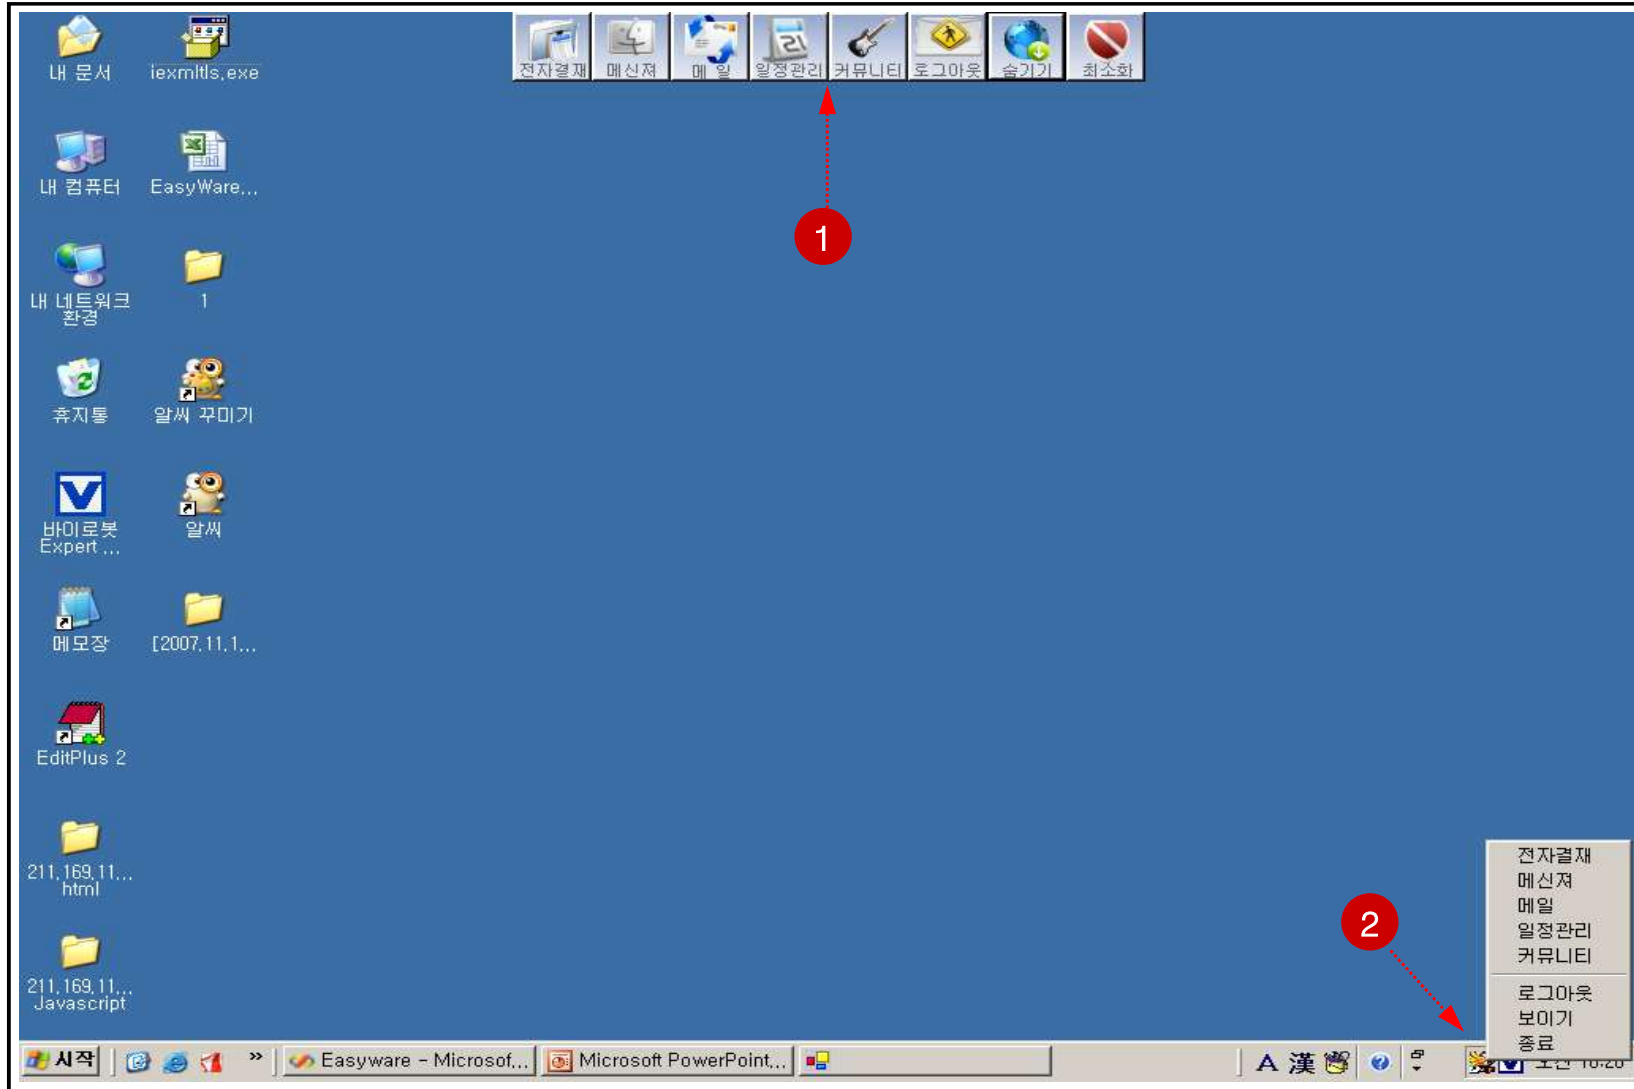 전자결재 메신져 메 일 일정관리 커뮤니티 로그아웃 숨기기 최소화
내 문서 iexmltls,exe
내 컴퓨터 EasyWare,,,
1
내 네트워크
환경
1
휴지통 알씨 꾸미기
바이로봇
Expert ,,,
알씨
메모장 [2007,11,1,,,
EditPlus 2
211,169,11,,,
html
211,169,11,,,
Javascript
2
전자결재
메신져
메일
일정관리
커뮤니티
로그아웃
보이기
종료
시작 » Easyware - Microsof,,, Microsoft PowerPoint,,, A 漢